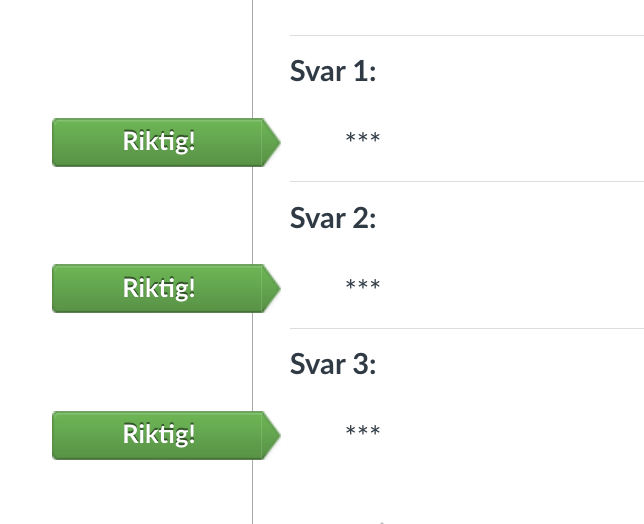 Svar 1:
Riktig!
***
Svar 2:
Riktig!
***
Svar 3:
Riktig!
***